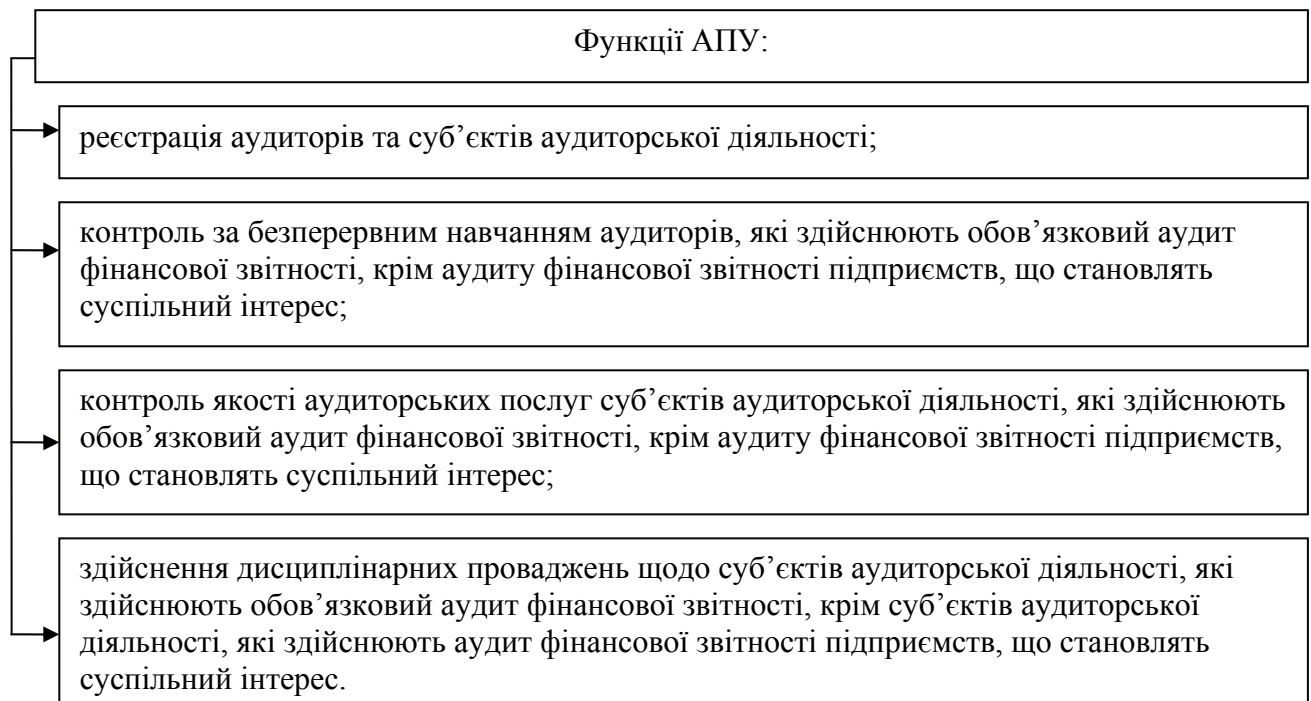 Функції АПУ:
реєстрація аудиторів та суб’єктів аудиторської діяльності;
контроль за безперервним навчанням аудиторів, які здійснюють обов’язковий аудит
фінансової звітності, крім аудиту фінансової звітності підприємств, що становлять
суспільний інтерес;
контроль якості аудиторських послуг суб’єктів аудиторської діяльності, які здійснюють
обов’язковий аудит фінансової звітності, крім аудиту фінансової звітності підприємств,
що становлять суспільний інтерес;
здійснення дисциплінарних проваджень щодо суб’єктів аудиторської діяльності, які
здійснюють обов’язковий аудит фінансової звітності, крім суб’єктів аудиторської
діяльності, які здійснюють аудит фінансової звітності підприємств, що становлять
суспільний інтерес.